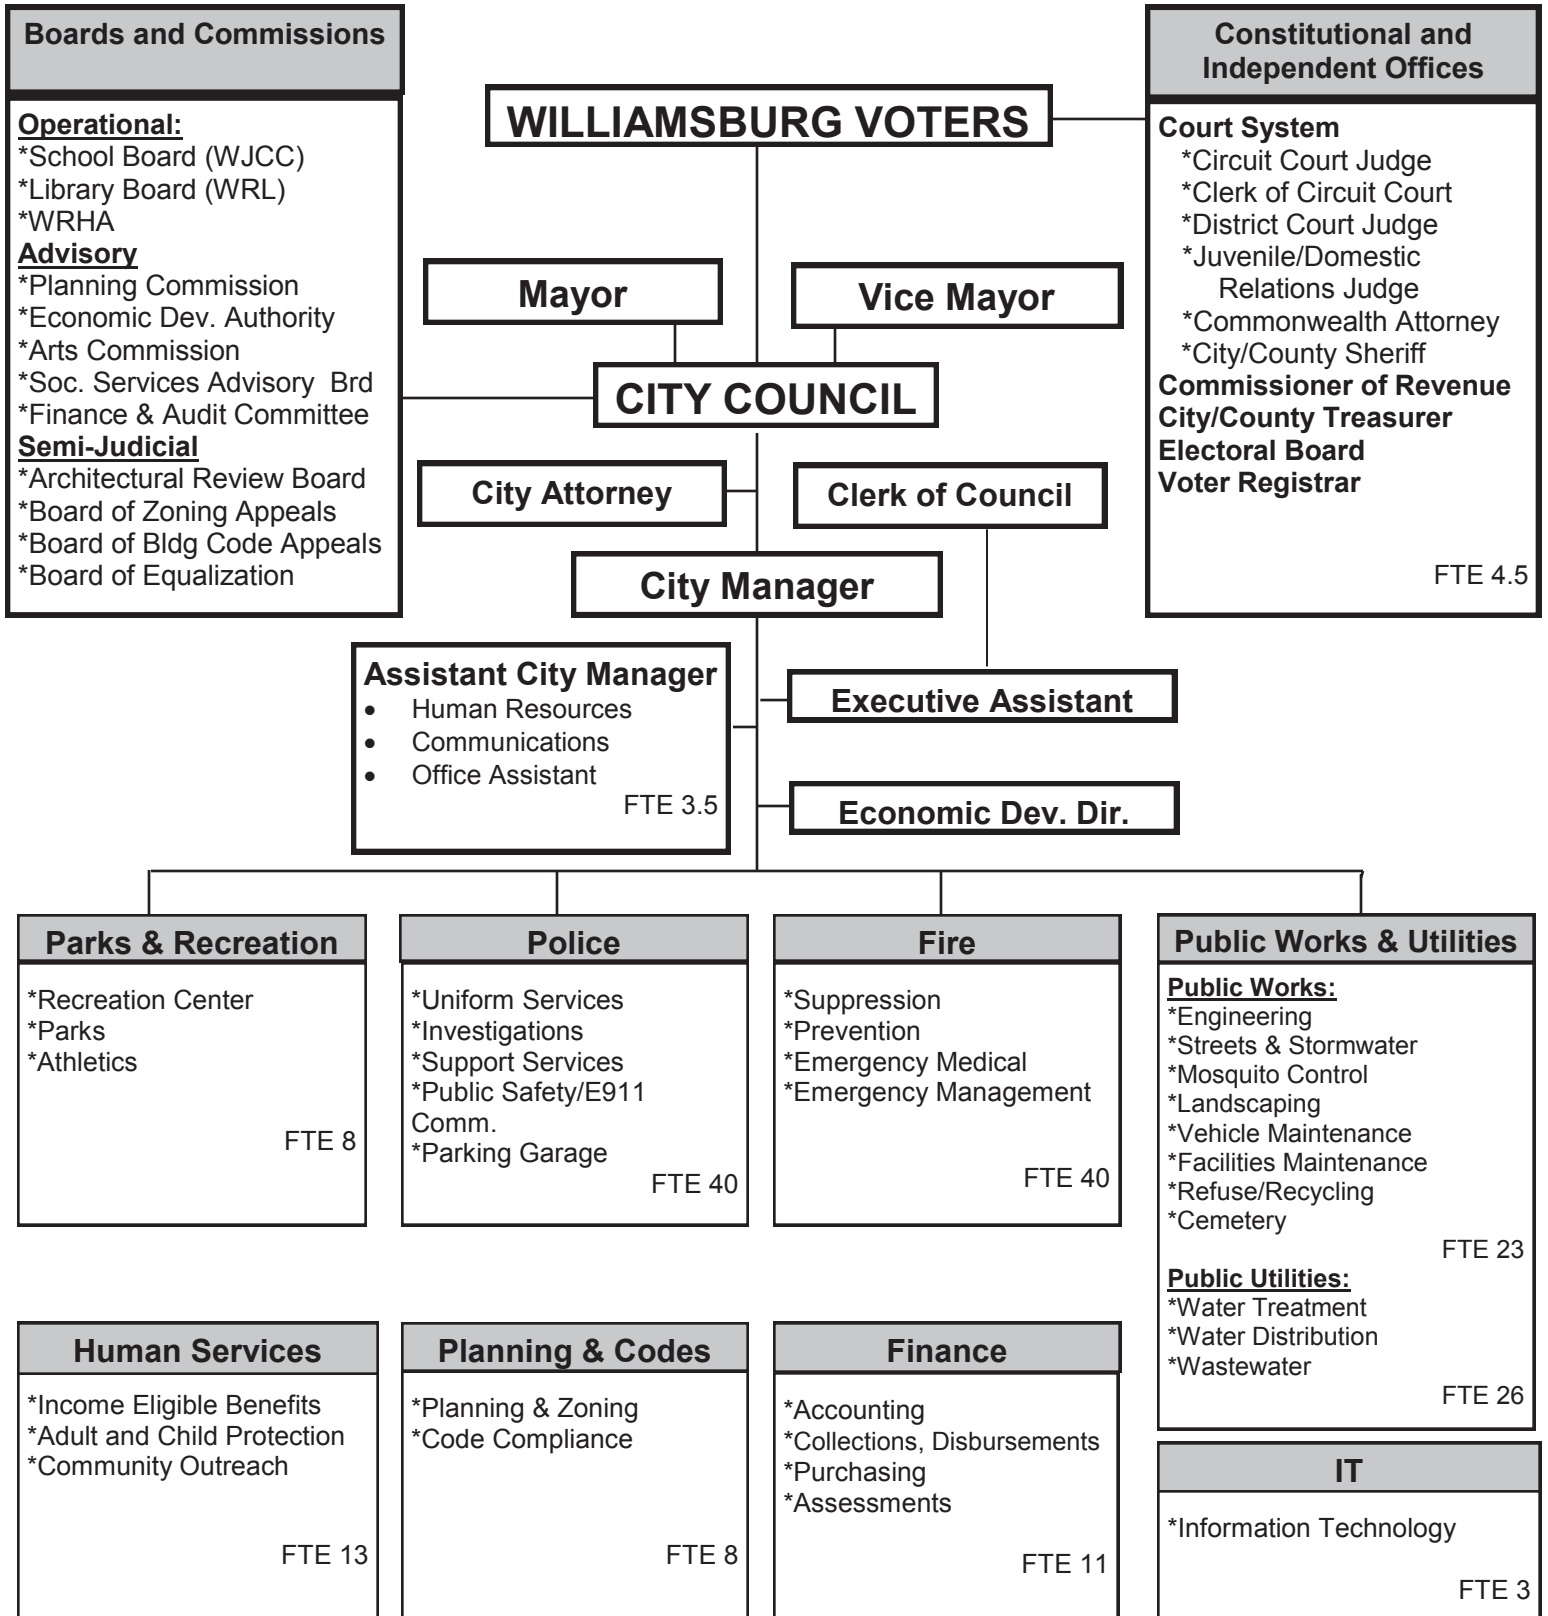 Boards and Commissions
Operational:
*School Board (WJCC)
*Library Board (WRL)
*WRHA
Advisory
*Planning Commission
*Economic Dev. Authority
*Arts Commission
*Soc. Services Advisory Brd
*Finance & Audit Committee
Semi-Judicial
*Architectural Review Board
*Board of Zoning Appeals
*Board of Bldg Code Appeals
*Board of Equalization
WILLIAMSBURG VOTERS
Mayor
Vice Mayor
CITY COUNCIL
City Attorney
Clerk of Council
City Manager
Constitutional and
Independent Offices
Court System
*Circuit Court Judge
*Clerk of Circuit Court
*District Court Judge
*Juvenile/Domestic
Relations Judge
*Commonwealth Attorney
*City/County Sheriff
Commissioner of Revenue
City/County Treasurer
Electoral Board
Voter Registrar
FTE 4.5
Assistant City Manager
• Human Resources
• Communications
• Office Assistant
FTE 3.5
Executive Assistant
Economic Dev. Dir.
Parks & Recreation
*Recreation Center
*Parks
*Athletics
FTE 8
Police
*Uniform Services
*Investigations
*Support Services
*Public Safety/E911
Comm.
*Parking Garage
FTE 40
Fire
*Suppression
*Prevention
*Emergency Medical
*Emergency Management
FTE 40
Public Works & Utilities
Public Works:
*Engineering
*Streets & Stormwater
*Mosquito Control
*Landscaping
*Vehicle Maintenance
*Facilities Maintenance
*Refuse/Recycling
*Cemetery
FTE 23
Public Utilities:
*Water Treatment
*Water Distribution
*Wastewater
FTE 26
Human Services
*Income Eligible Benefits
*Adult and Child Protection
*Community Outreach
FTE 13
Planning & Codes
*Planning & Zoning
*Code Compliance
FTE 8
Finance
*Accounting
*Collections, Disbursements
*Purchasing
*Assessments
FTE 11
IT
*Information Technology
FTE 3